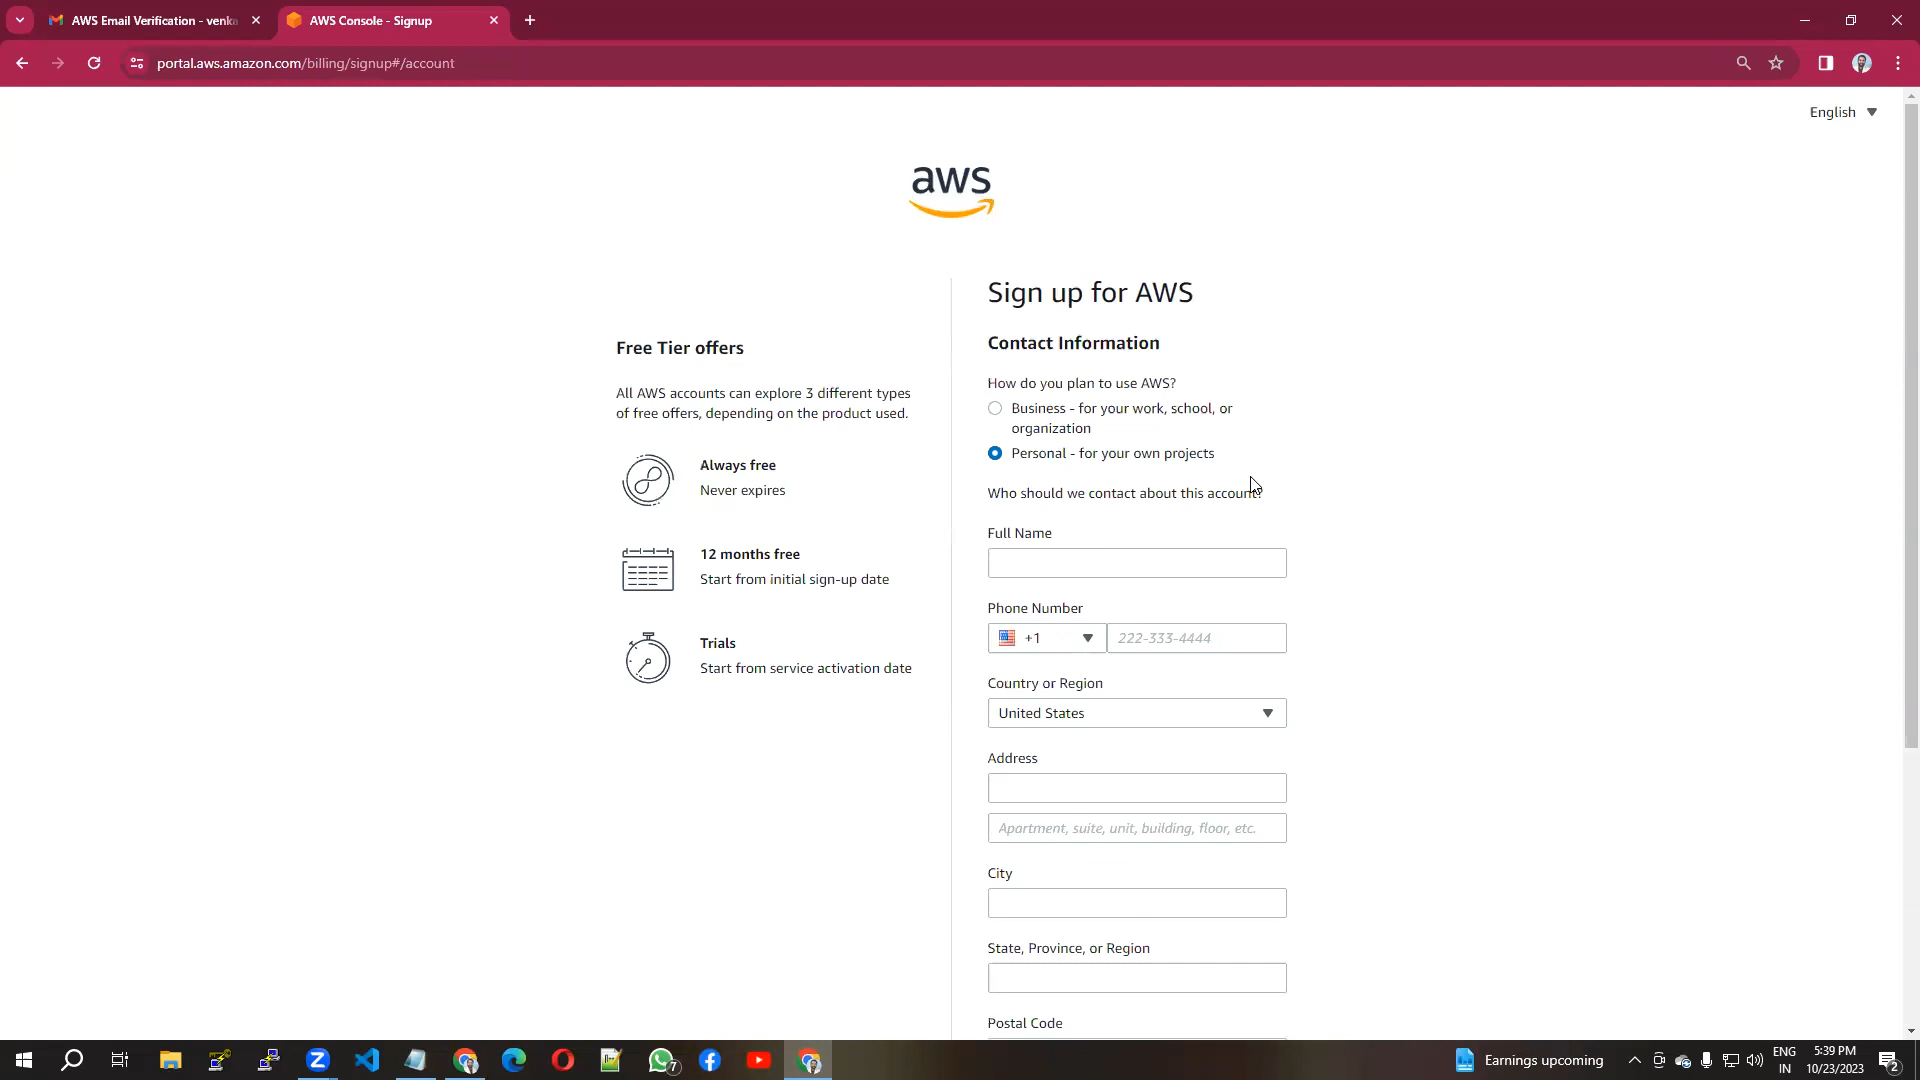 AWS Email Verification - venka
AWS Console - Signup
portal.aws.amazon.com/billing/signup#/account
English
aws
Sign up for AWS
Free Tier offers
All AWS accounts can explore 3 different types
of free offers, depending on the product used.
Always free
Never expires
12 months free
Start from initial sign-up date
Trials
Start from service activation date
Contact Information
How do you plan to use AWS?
Business - for your work, school, or
organization
Personal - for your own projects
Who should we contact about this account?
Full Name
Phone Number
+1
222-333-4444
Country or Region
United States
Address
Apartment, suite, unit, building, floor, etc.
City
State, Province, or Region
Postal Code
7
Earnings upcoming
ENG
IN
5:39 PM
10/23/2023
2